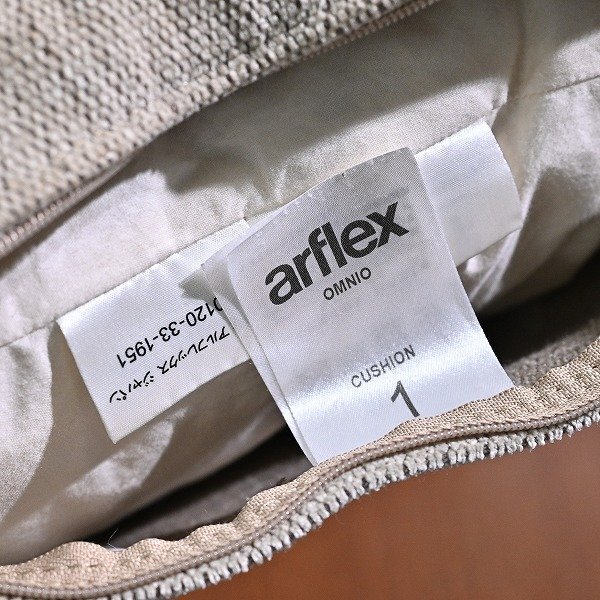 arflex
OMNIO
CUSHION
1
アルフレックス ジャパン
0120-33-1951